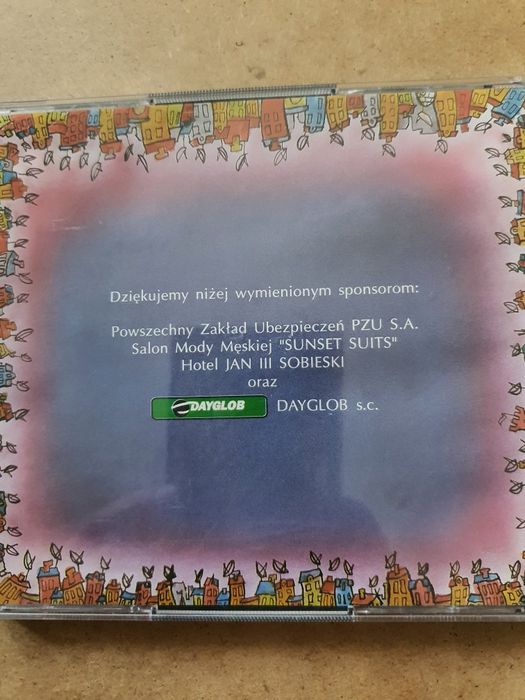 Dziękujemy niżej wymienionym sponsorom:
Powszechny Zakład Ubezpieczeń PZU S.A.
Salon Mody Męskiej "SUNSET SUITS"
Hotel JAN III SOBIESKI
oraz
DAYGLOB DAYGLOB s.c.